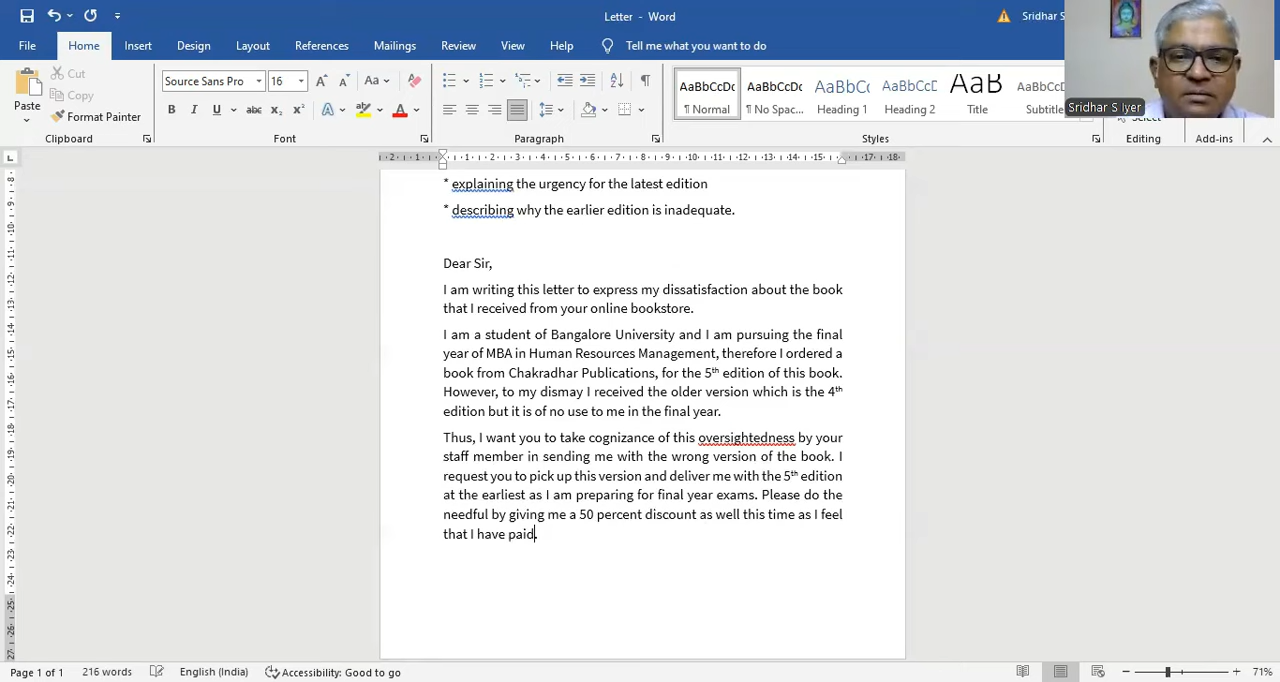 Letter - Word
Sridhar S
File Home Insert Design Layout References Mailings Review View Help Tell me what you want to do
Paste
Cut
Copy
Format Painter
Source Sans Pro 16
AaBbCcDc AaBbCcDc AaBbCcD AaBbCcD AaB AaBbCcD
¶ Normal ¶ No Spac... Heading 1 Heading 2 Title Subtitle
Sridhar S Iyer
Select
Clipboard Font Paragraph Styles Editing Add-ins
* explaining the urgency for the latest edition
* describing why the earlier edition is inadequate.
Dear Sir,
I am writing this letter to express my dissatisfaction about the book
that I received from your online bookstore.
I am a student of Bangalore University and I am pursuing the final
year of MBA in Human Resources Management, therefore I ordered a
book from Chakradhar Publications, for the 5th edition of this book.
However, to my dismay I received the older version which is the 4th
edition but it is of no use to me in the final year.
Thus, I want you to take cognizance of this oversightedness by your
staff member in sending me with the wrong version of the book. I
request you to pick up this version and deliver me with the 5th edition
at the earliest as I am preparing for final year exams. Please do the
needful by giving me a 50 percent discount as well this time as I feel
that I have paid.
Page 1 of 1 216 words English (India) Accessibility: Good to go 71%